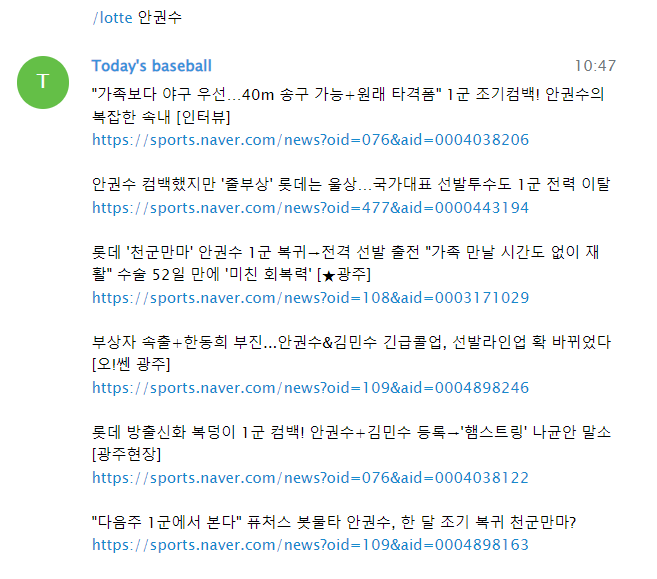 /lotte 안권수
T
Today's baseball 10:47
"가족보다 야구 우선…40m 송구 가능+원래 타격폼" 1군 조기컴백! 안권수의
복잡한 속내 [인터뷰]
https://sports.naver.com/news?oid=076&aid=0004038206
안권수 컴백했지만 '줄부상' 롯데는 울상…국가대표 선발투수도 1군 전력 이탈
https://sports.naver.com/news?oid=477&aid=0000443194
롯데 '천군만마' 안권수 1군 복귀→전격 선발 출전 "가족 만날 시간도 없이 재
활" 수술 52일 만에 '미친 회복력' [★광주]
https://sports.naver.com/news?oid=108&aid=0003171029
부상자 속출+한동희 부진...안권수&김민수 긴급콜업, 선발라인업 확 바뀌었다
[오!쎈 광주]
https://sports.naver.com/news?oid=109&aid=0004898246
롯데 방출신화 복덩이 1군 컴백! 안권수+김민수 등록→'햄스트링' 나균안 말소
[광주현장]
https://sports.naver.com/news?oid=076&aid=0004038122
"다음주 1군에서 본다" 퓨처스 봇물타 안권수, 한 달 조기 복귀 천군만마?
https://sports.naver.com/news?oid=109&aid=0004898163